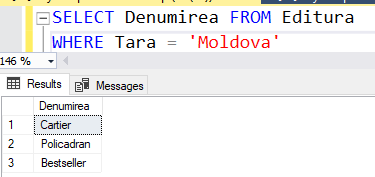 SELECT Denumirea FROM Editura
WHERE Tara = 'Moldova'
146 %
Results Messages
Denumirea
1 Cartier
2 Policadran
3 Bestseller